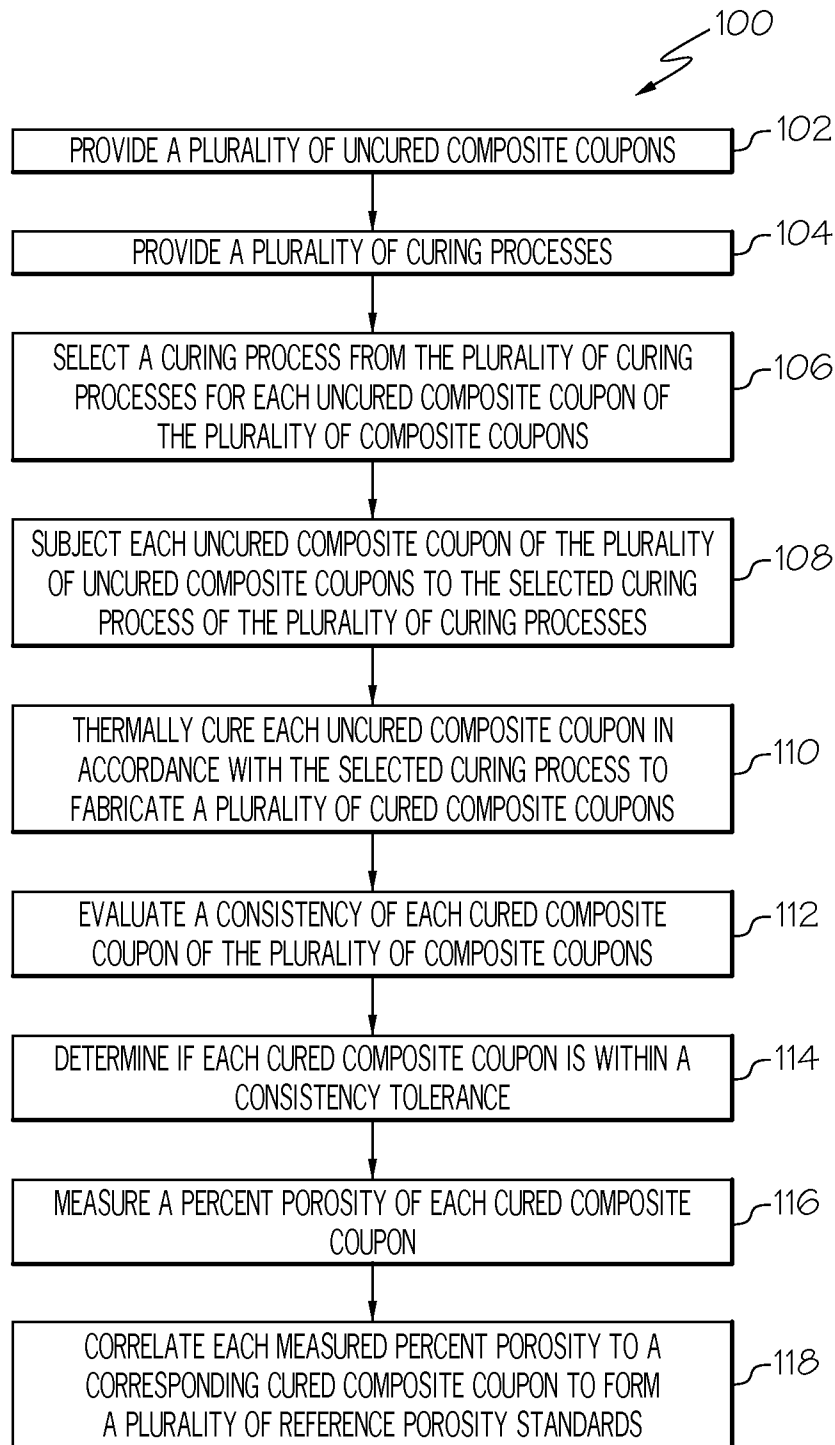 100
PROVIDE A PLURALITY OF UNCURED COMPOSITE COUPONS
102
PROVIDE A PLURALITY OF CURING PROCESSES
104
SELECT A CURING PROCESS FROM THE PLURALITY OF CURING
PROCESSES FOR EACH UNCURED COMPOSITE COUPON OF
THE PLURALITY OF COMPOSITE COUPONS
106
SUBJECT EACH UNCURED COMPOSITE COUPON OF THE PLURALITY
OF UNCURED COMPOSITE COUPONS TO THE SELECTED CURING
PROCESS OF THE PLURALITY OF CURING PROCESSES
108
THERMALLY CURE EACH UNCURED COMPOSITE COUPON IN
ACCORDANCE WITH THE SELECTED CURING PROCESS TO
FABRICATE A PLURALITY OF CURED COMPOSITE COUPONS
110
EVALUATE A CONSISTENCY OF EACH CURED COMPOSITE
COUPON OF THE PLURALITY OF COMPOSITE COUPONS
112
DETERMINE IF EACH CURED COMPOSITE COUPON IS WITHIN A
CONSISTENCY TOLERANCE
114
MEASURE A PERCENT POROSITY OF EACH CURED COMPOSITE
COUPON
116
CORRELATE EACH MEASURED PERCENT POROSITY TO A
CORRESPONDING CURED COMPOSITE COUPON TO FORM
A PLURALITY OF REFERENCE POROSITY STANDARDS
118